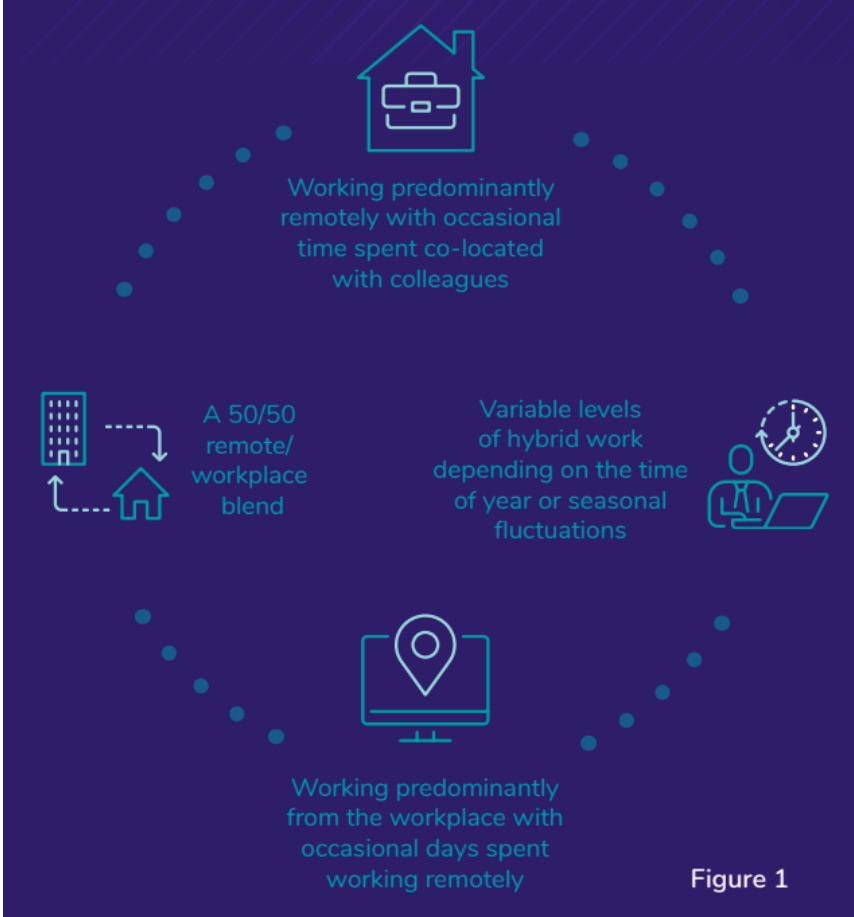 Working predominantly
remotely with occasional
time spent co-located
with colleagues
A 50/50
remote/
workplace
blend
Variable levels
of hybrid work
depending on the time
of year or seasonal
fluctuations
Working predominantly
from the workplace with
occasional days spent
working remotely
Figure 1